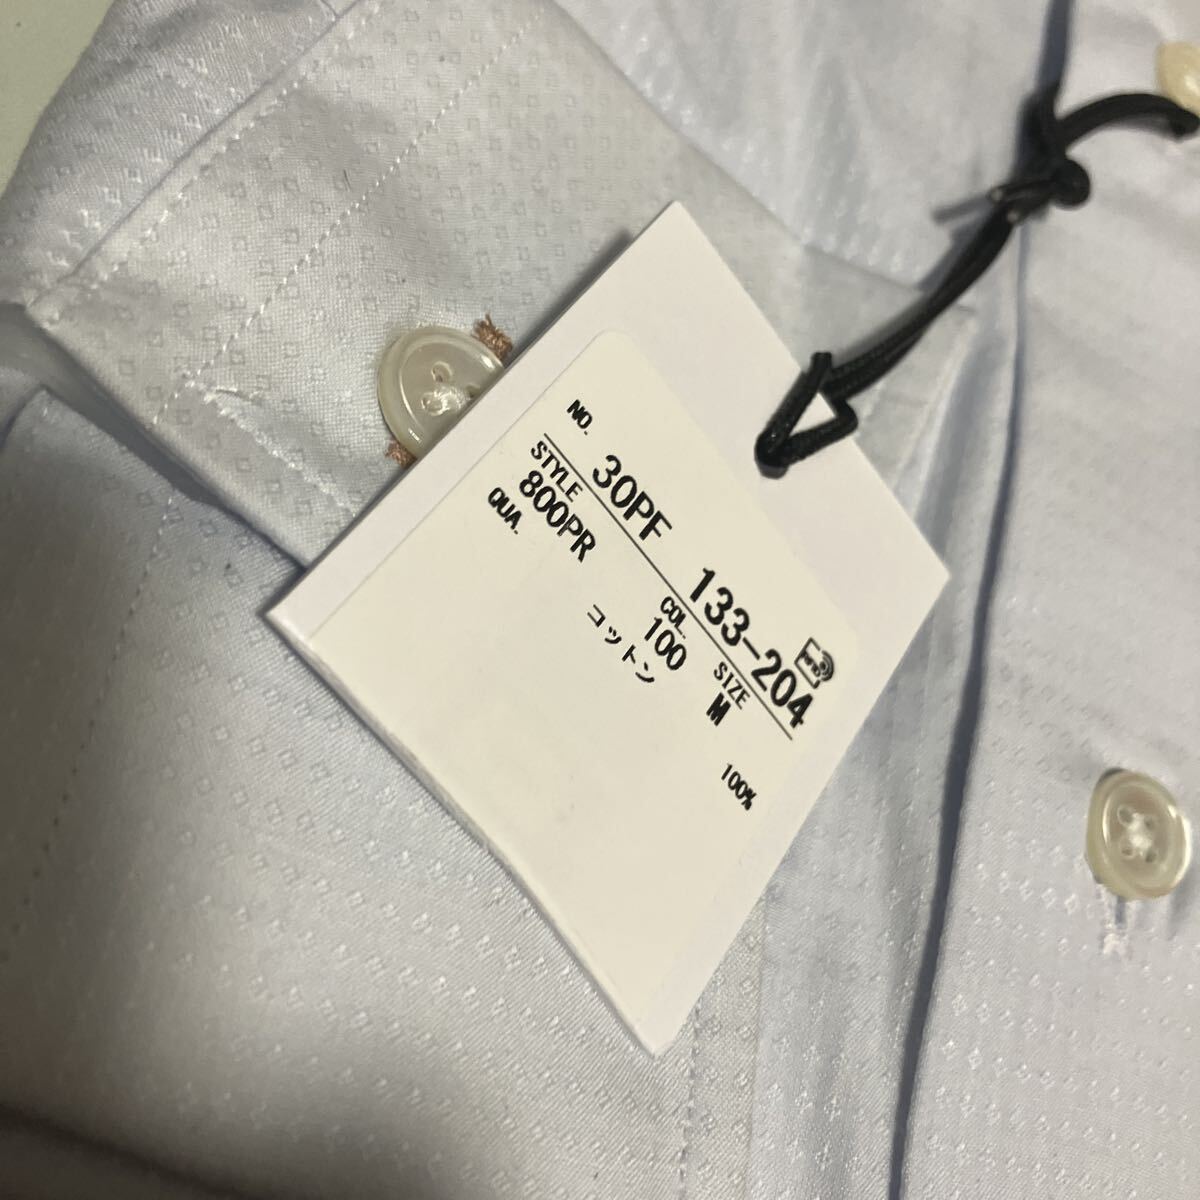 NO. 30PF 133-204
STYLE COL. SIZE
800PR 100 M
QUA. コットン 100%